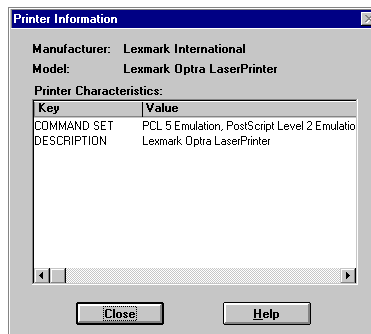 Printer Information
Manufacturer: Lexmark International
Model: Lexmark Optra LaserPrinter
Printer Characteristics:
Key Value
COMMAND SET PCL 5 Emulation, PostScript Level 2 Emulatio
DESCRIPTION Lexmark Optra LaserPrinter
Close Help